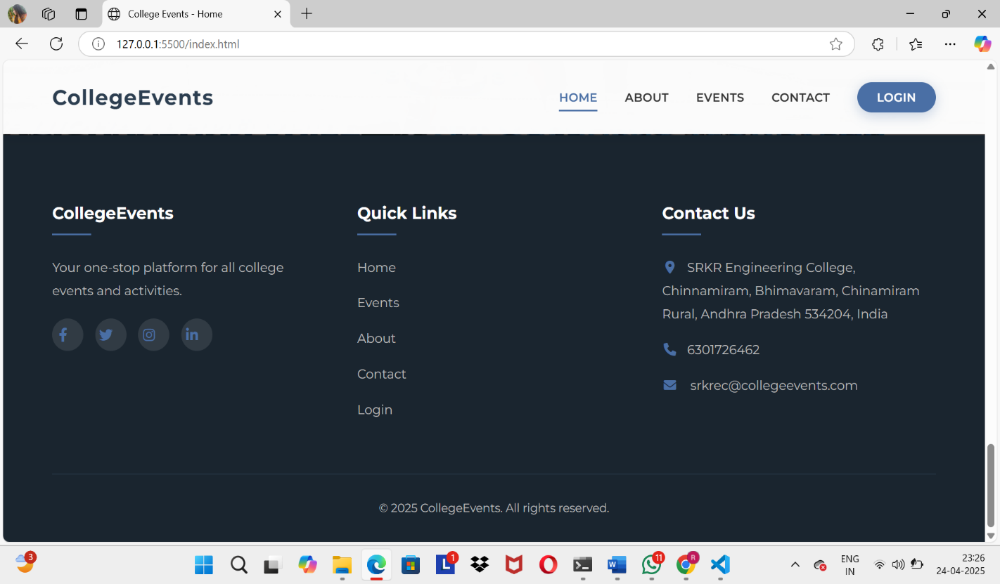 College Events - Home
127.0.0.1:5500/index.html
CollegeEvents
HOME
ABOUT
EVENTS
CONTACT
LOGIN
CollegeEvents
Your one-stop platform for all college
events and activities.
Quick Links
Home
Events
About
Contact
Login
Contact Us
SRKR Engineering College,
Chinnamiram, Bhimavaram, Chinamiram
Rural, Andhra Pradesh 534204, India
6301726462
srkrec@collegeevents.com
© 2025 CollegeEvents. All rights reserved.
3
L
1
W
11
R
ENG
IN
23:26
24-04-2025